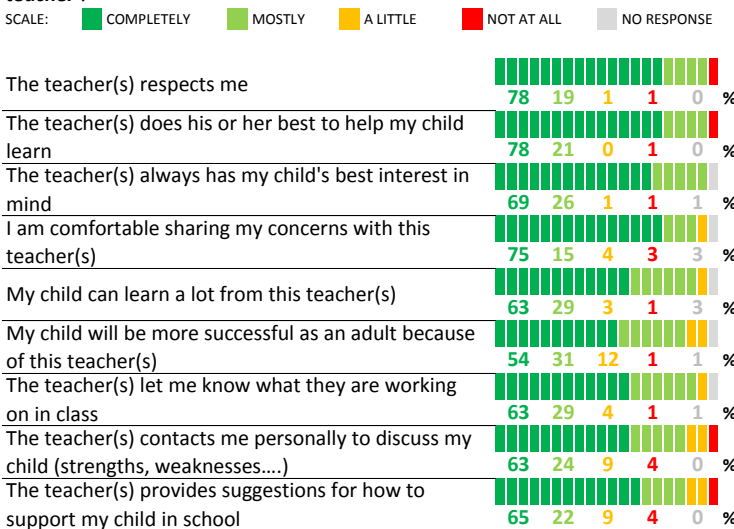 teacher?
SCALE: COMPLETELY MOSTLY A LITTLE NOT AT ALL NO RESPONSE
The teacher(s) respects me
78 19 1 1 0 %
The teacher(s) does his or her best to help my child
learn
78 21 0 1 0 %
The teacher(s) always has my child's best interest in
mind
69 26 1 1 1 %
I am comfortable sharing my concerns with this
teacher(s)
75 15 4 3 3 %
My child can learn a lot from this teacher(s)
63 29 3 1 3 %
My child will be more successful as an adult because
of this teacher(s)
54 31 12 1 1 %
The teacher(s) let me know what they are working
on in class
63 29 4 1 1 %
The teacher(s) contacts me personally to discuss my
child (strengths, weaknesses....)
63 24 9 4 0 %
The teacher(s) provides suggestions for how to
support my child in school
65 22 9 4 0 %